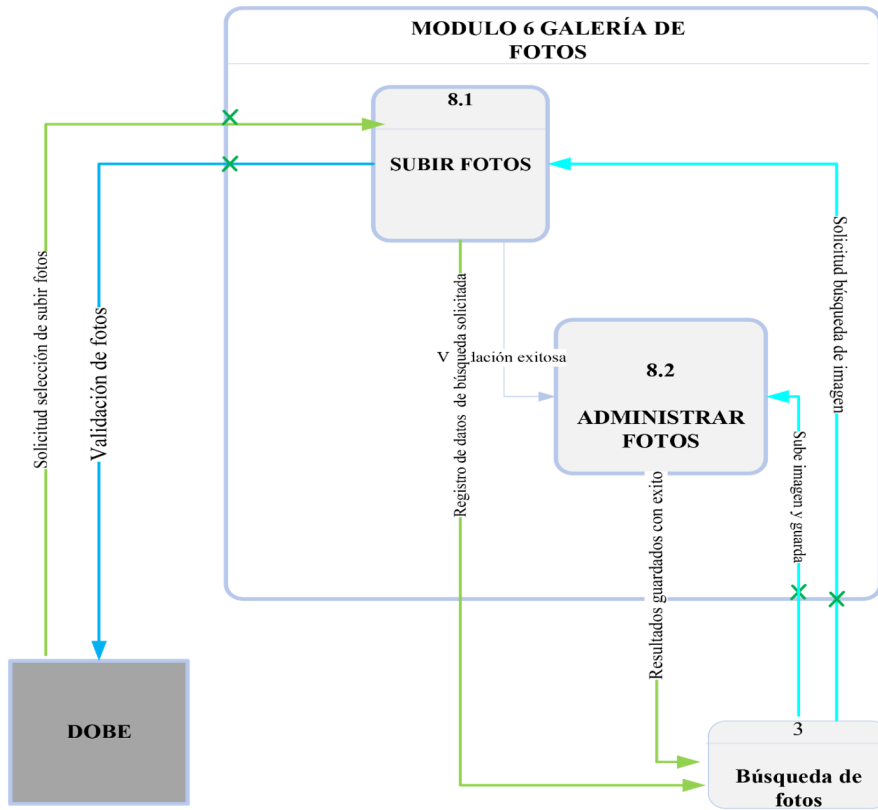 MODULO 6 GALERÍA DE
FOTOS
8.1
SUBIR FOTOS
Solicitud selección de subir fotos
Validación de fotos
Registro de datos de búsqueda solicitada
V dación exitosa
8.2
ADMINISTRAR
FOTOS
Resultados guardados con exito
Sube imagen y guarda
Solicitud búsqueda de imagen
DOBE
3
Búsqueda de
fotos